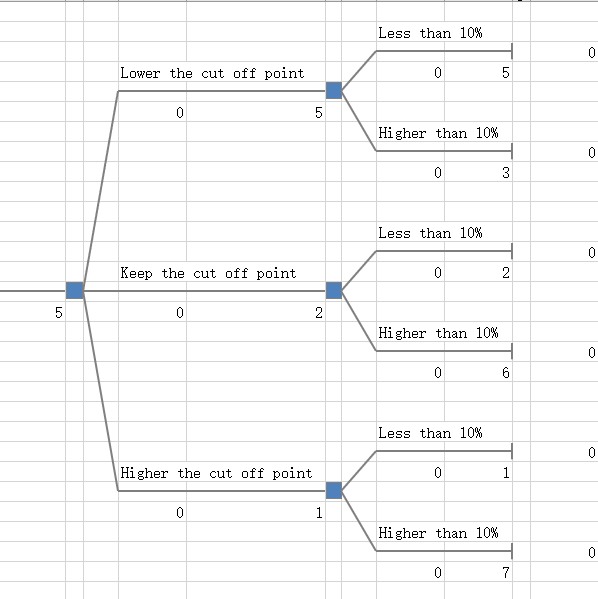 Less than 10%
0 5 0
Lower the cut off point
0 5
Higher than 10%
0 3 0
Less than 10%
0 2 0
Keep the cut off point
5 0 2
Higher than 10%
0 6 0
Less than 10%
0 1 0
Higher the cut off point
0 1
Higher than 10%
0 7 0